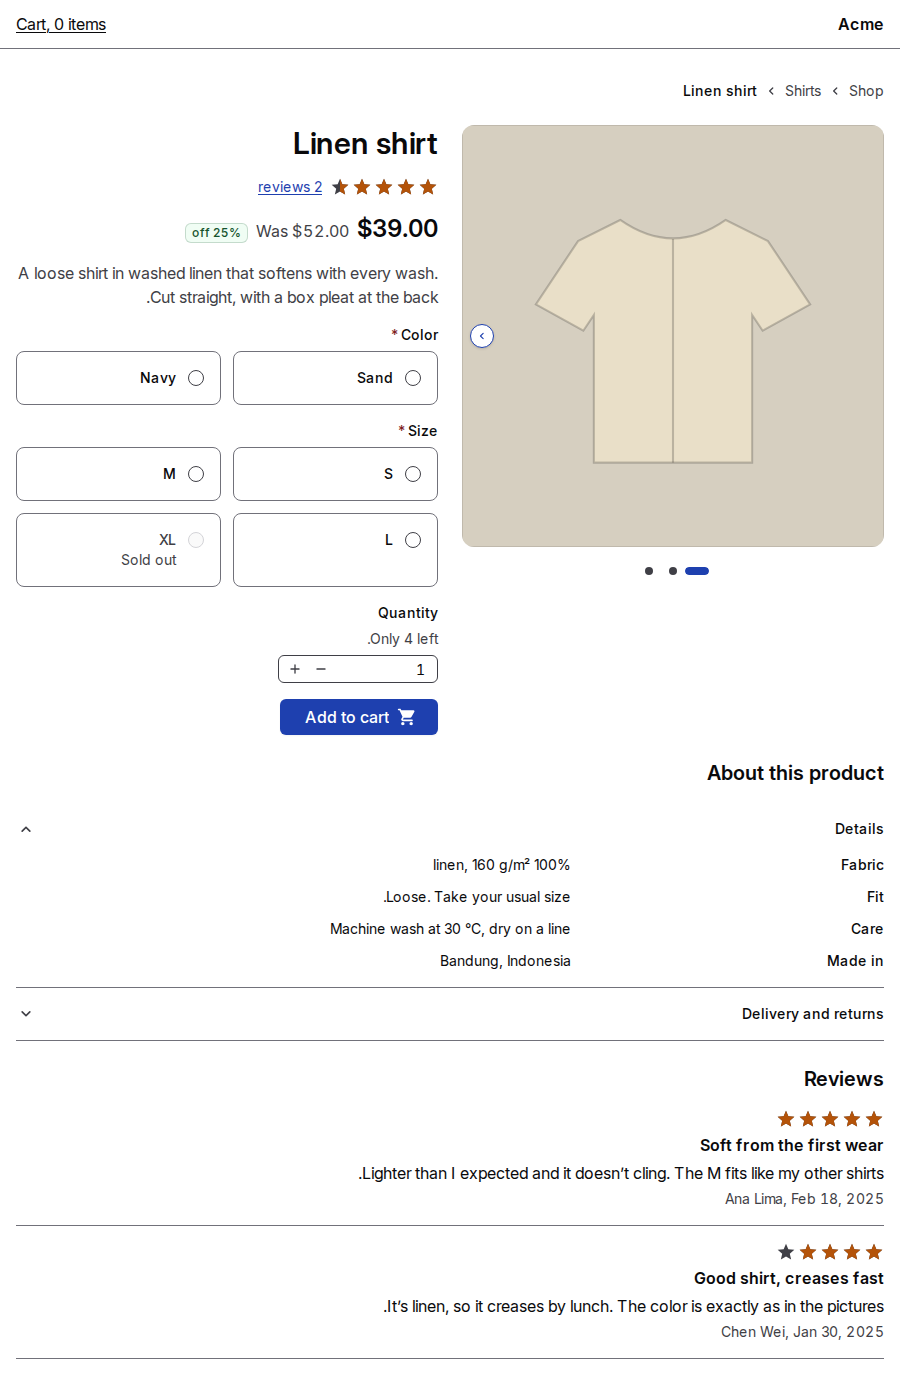 Acme
Cart, 0 items
Shop
Shirts
Linen shirt
Linen shirt
reviews 2
$39.00
Was $52.00
off 25%
A loose shirt in washed linen that softens with every wash.
.Cut straight, with a box pleat at the back
Color *
Sand
Navy
Size *
S
M
L
XL
Sold out
Quantity
.Only 4 left
1
Add to cart
About this product
Details
Fabric
linen, 160 g/m² 100%
Fit
.Loose. Take your usual size
Care
Machine wash at 30 °C, dry on a line
Made in
Bandung, Indonesia
Delivery and returns
Reviews
Soft from the first wear
.Lighter than I expected and it doesn’t cling. The M fits like my other shirts
Ana Lima, Feb 18, 2025
Good shirt, creases fast
.It’s linen, so it creases by lunch. The color is exactly as in the pictures
Chen Wei, Jan 30, 2025